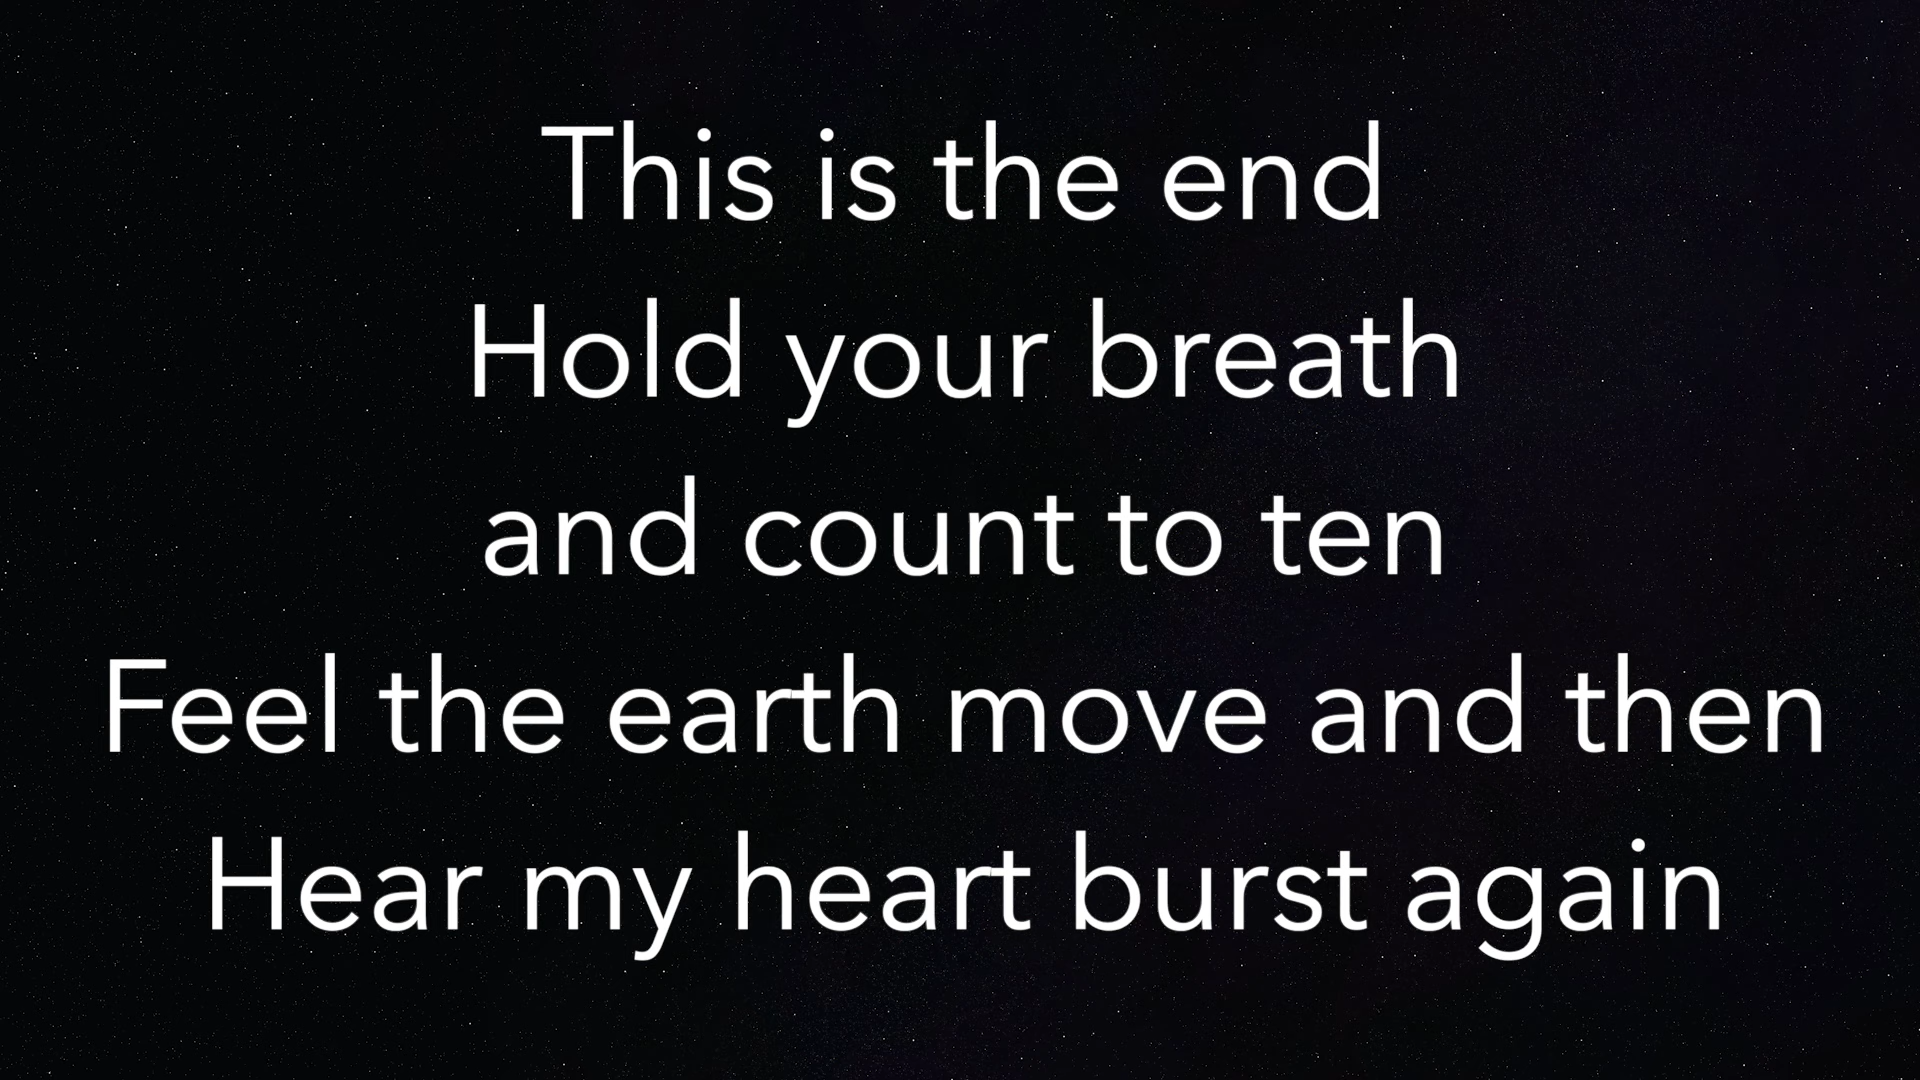 This is the end
Hold your breath
and count to ten
Feel the earth move and then
Hear my heart burst again